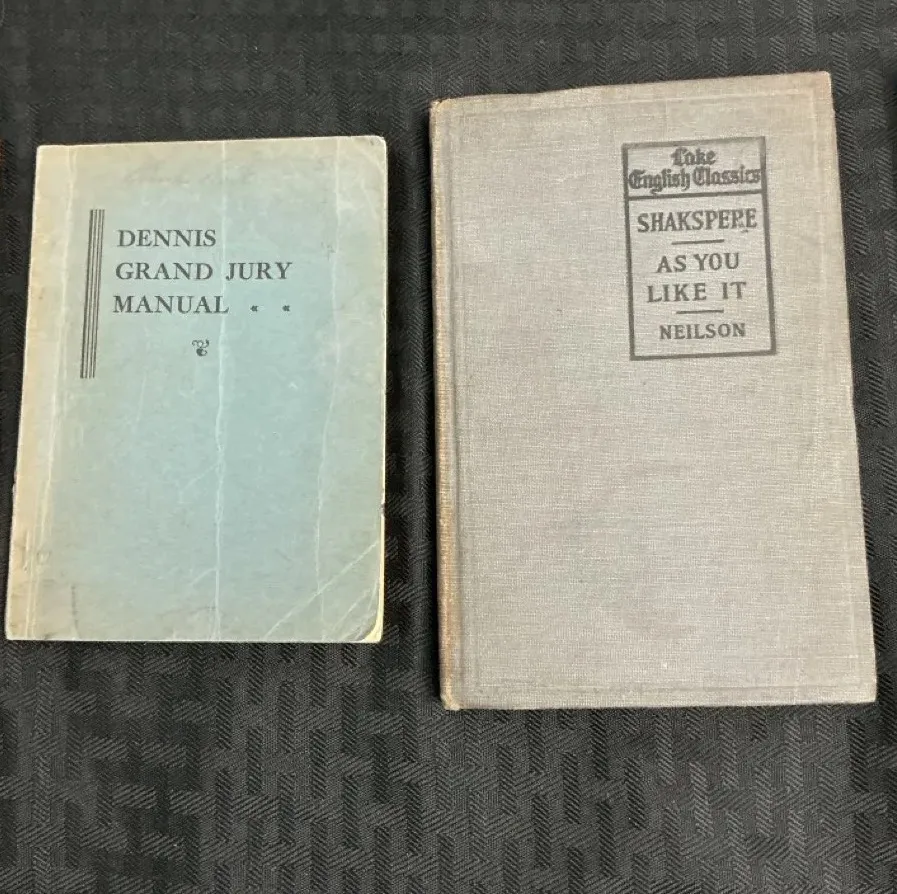 DENNIS
GRAND JURY
MANUAL « «
Lake
English Classics
SHAKSPERE
AS YOU
LIKE IT
NEILSON